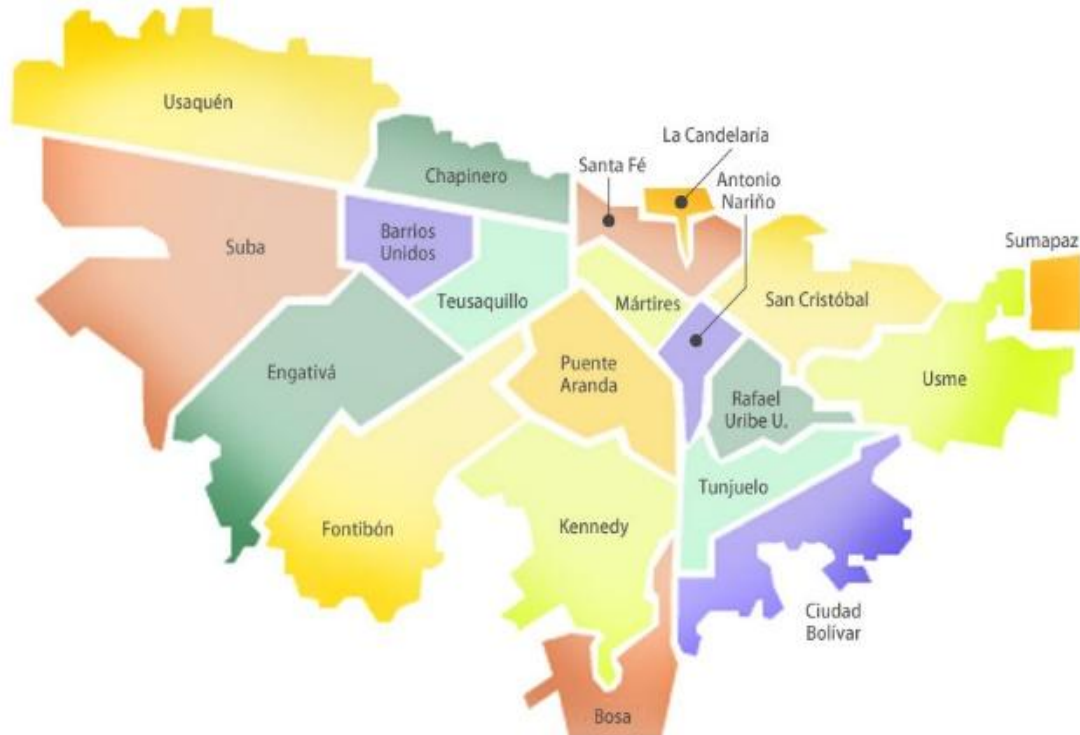 Usaquén
La Candelaría
Santa Fé
Antonio
Nariño
Chapinero
Barrios
Unidos
Suba
Sumapaz
Teusaquillo
Mártires
San Cristóbal
Engativá
Puente
Aranda
Usme
Rafael
Uribe U.
Tunjuelo
Fontibón
Kennedy
Ciudad
Bolívar
Bosa